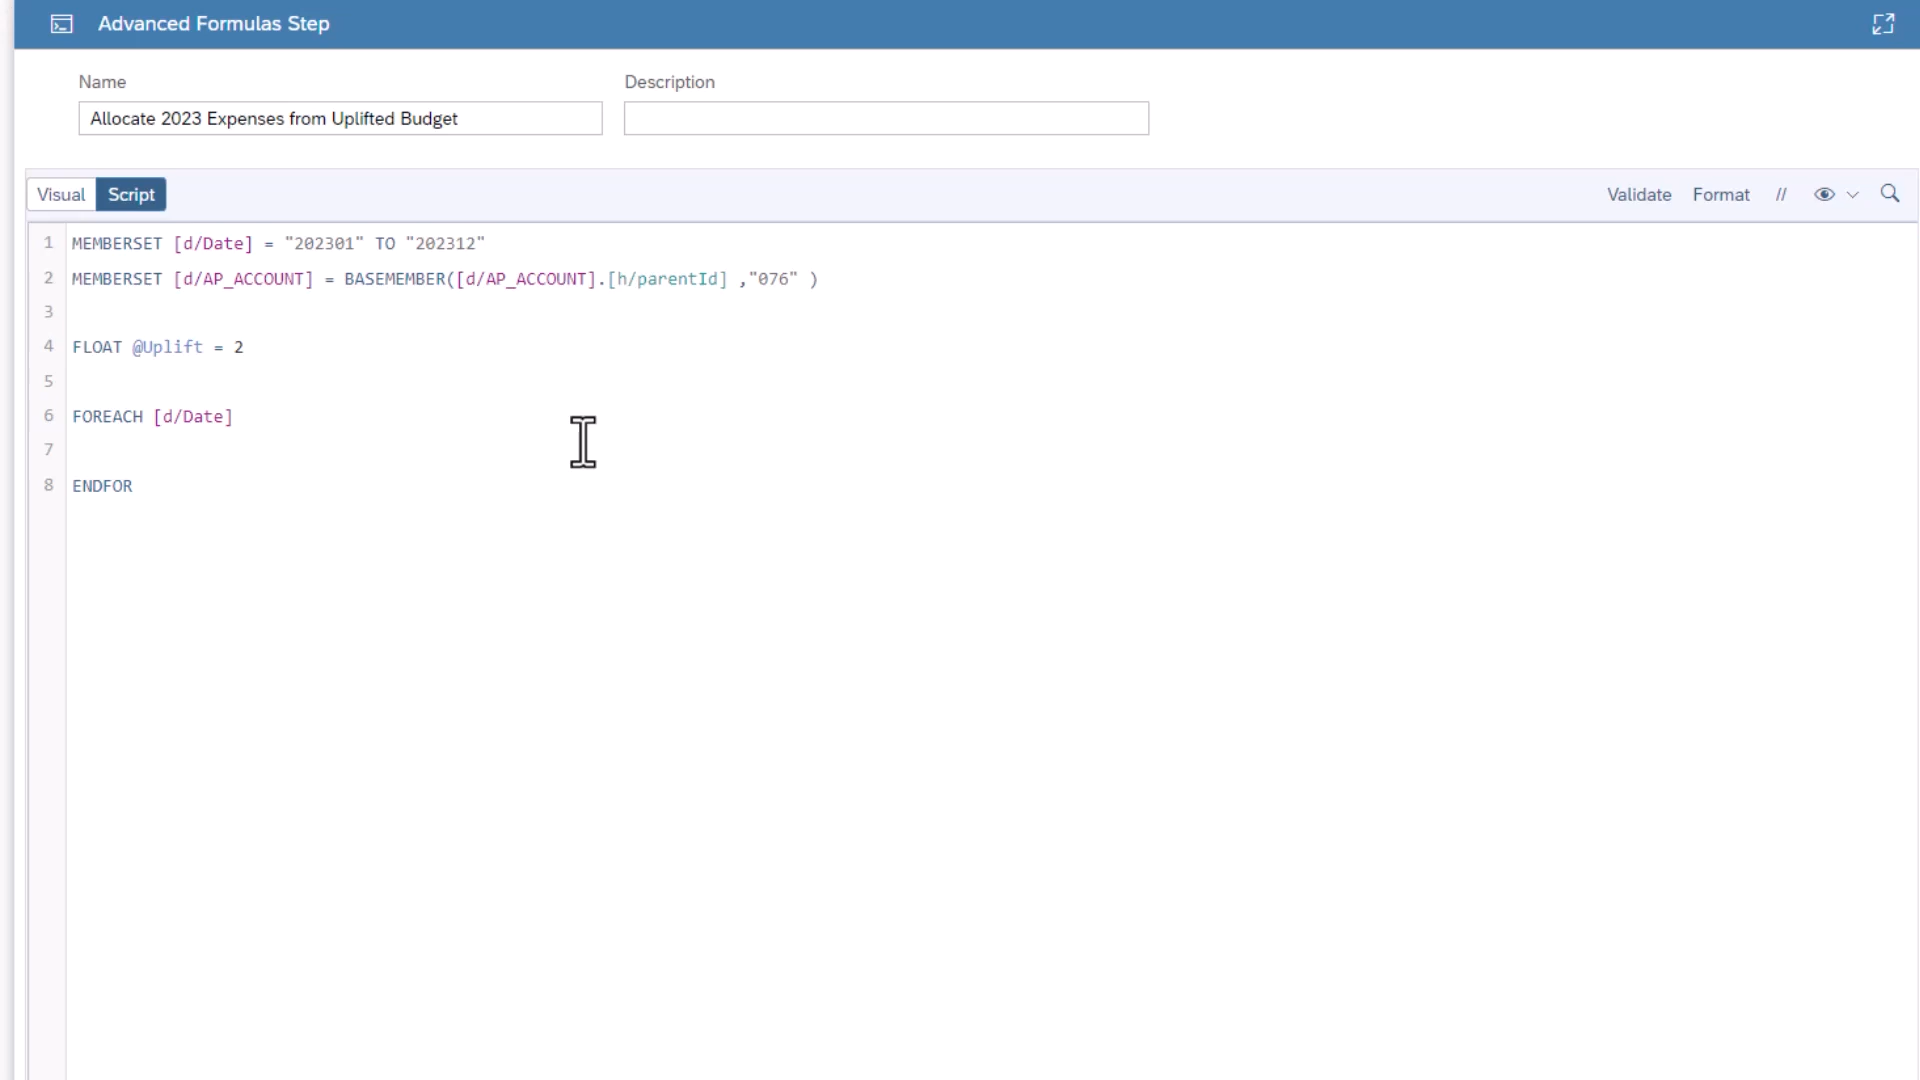 Advanced Formulas Step
Name
Description
Allocate 2023 Expenses from Uplifted Budget
Visual Script Validate Format //
1 MEMBERSET [d/Date] = "202301" TO "202312"
2 MEMBERSET [d/AP_ACCOUNT] = BASEMEMBER([d/AP_ACCOUNT].[h/parentId] ,"076" )
3
4 FLOAT @Uplift = 2
5
6 FOREACH [d/Date]
7
8 ENDFOR